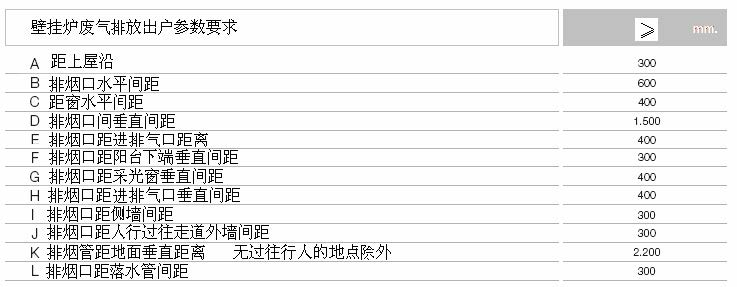 壁挂炉废气排放出户参数要求 ⩾ mm.
A 距上屋沿 300
B 排烟口水平间距 600
C 距窗水平间距 400
D 排烟口间垂直间距 1.500
E 排烟口距进排气口距离 400
F 排烟口距阳台下端垂直间距 300
G 排烟口距采光窗垂直间距 400
H 排烟口距进排气口垂直间距 400
I 排烟口距侧墙间距 300
J 排烟口距人行过往走道外墙间距 300
K 排烟管距地面垂直距离 无过往行人的地点除外 2.200
L 排烟口距落水管间距 300